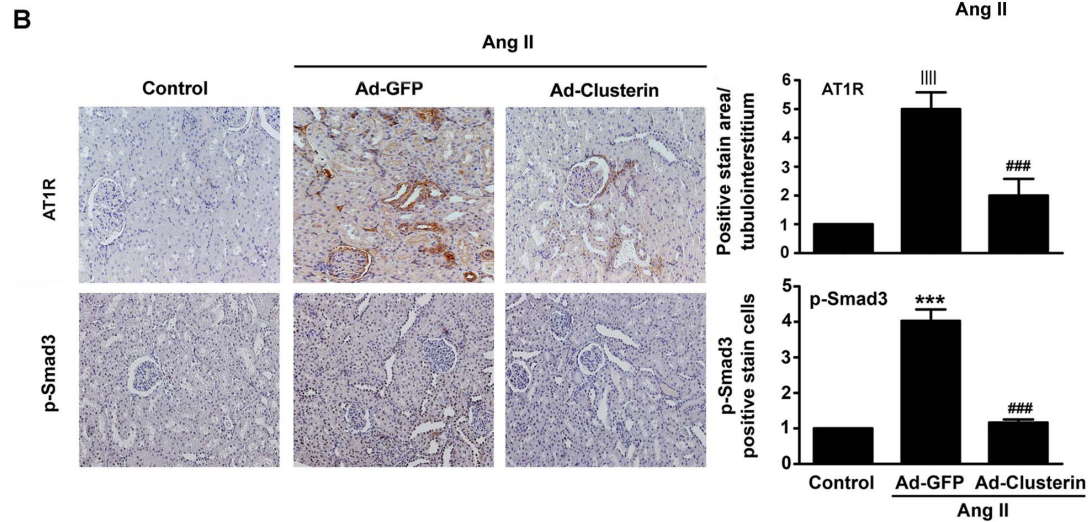 B
Ang II
Ang II
Control
Ad-GFP
Ad-Clusterin
AT1R
p-Smad3
Positive stain area/
tubulointerstitium
6
5
4
3
2
1
0
AT1R
||||
###
p-Smad3
positive stain cells
5
4
3
2
1
0
p-Smad3
***
###
Control
Ad-GFP
Ad-Clusterin
Ang II